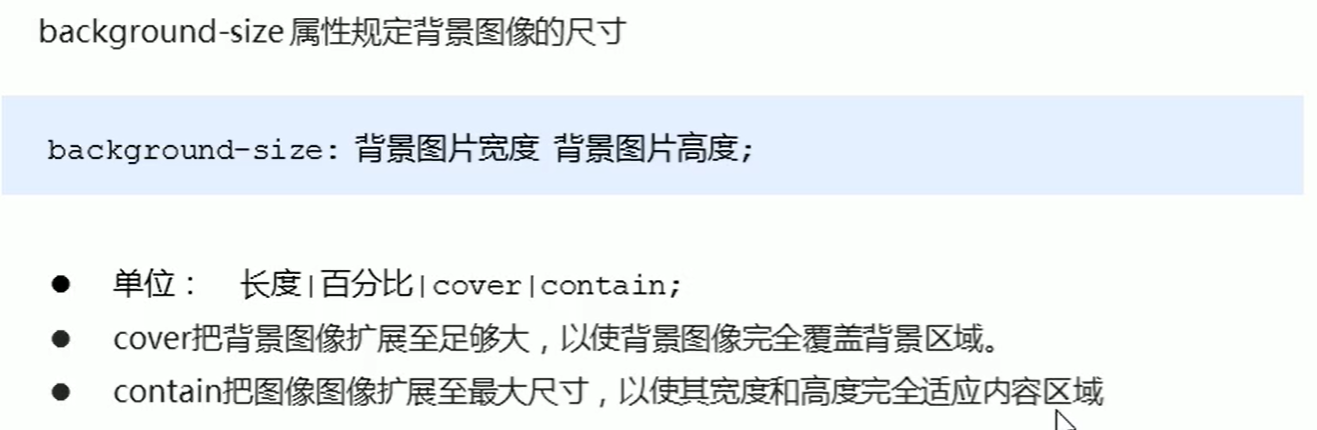 background-size 属性规定背景图像的尺寸
background-size: 背景图片宽度 背景图片高度;
● 单位： 长度|百分比|cover|contain;
● cover把背景图像扩展至足够大，以使背景图像完全覆盖背景区域。
● contain把图像图像扩展至最大尺寸，以使其宽度和高度完全适应内容区域